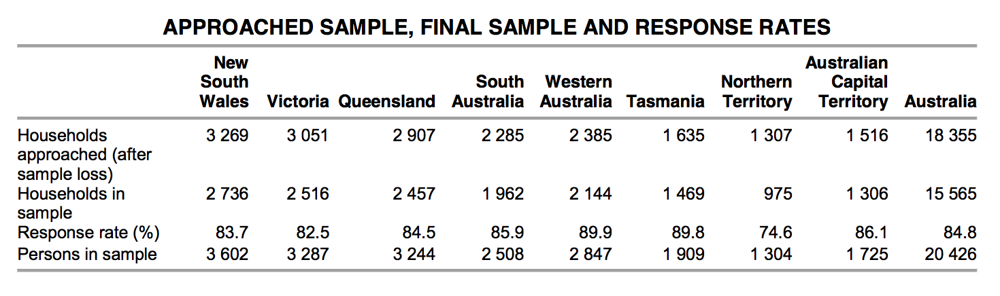 APPROACHED SAMPLE, FINAL SAMPLE AND RESPONSE RATES
New South Wales Victoria Queensland South Australia Western Australia Tasmania Northern Territory Australian Capital Territory Australia
Households approached (after sample loss) 3 269 3 051 2 907 2 285 2 385 1 635 1 307 1 516 18 355
Households in sample 2 736 2 516 2 457 1 962 2 144 1 469 975 1 306 15 565
Response rate (%) 83.7 82.5 84.5 85.9 89.9 89.8 74.6 86.1 84.8
Persons in sample 3 602 3 287 3 244 2 508 2 847 1 909 1 304 1 725 20 426